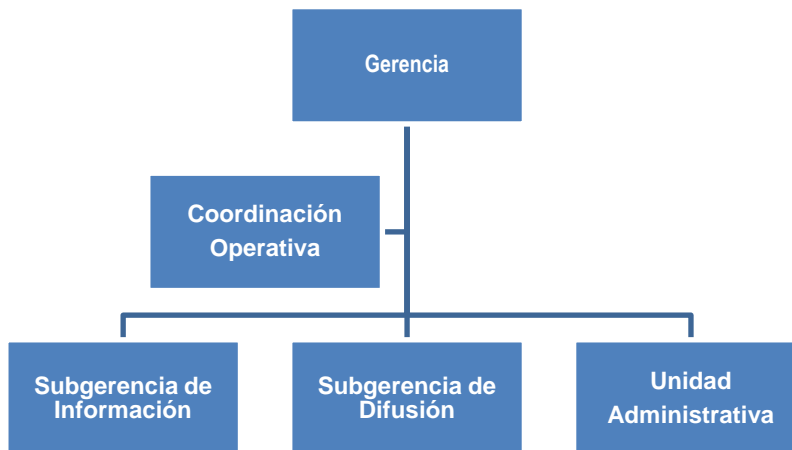 Gerencia
Coordinación
Operativa
Subgerencia de
Información
Subgerencia de
Difusión
Unidad
Administrativa